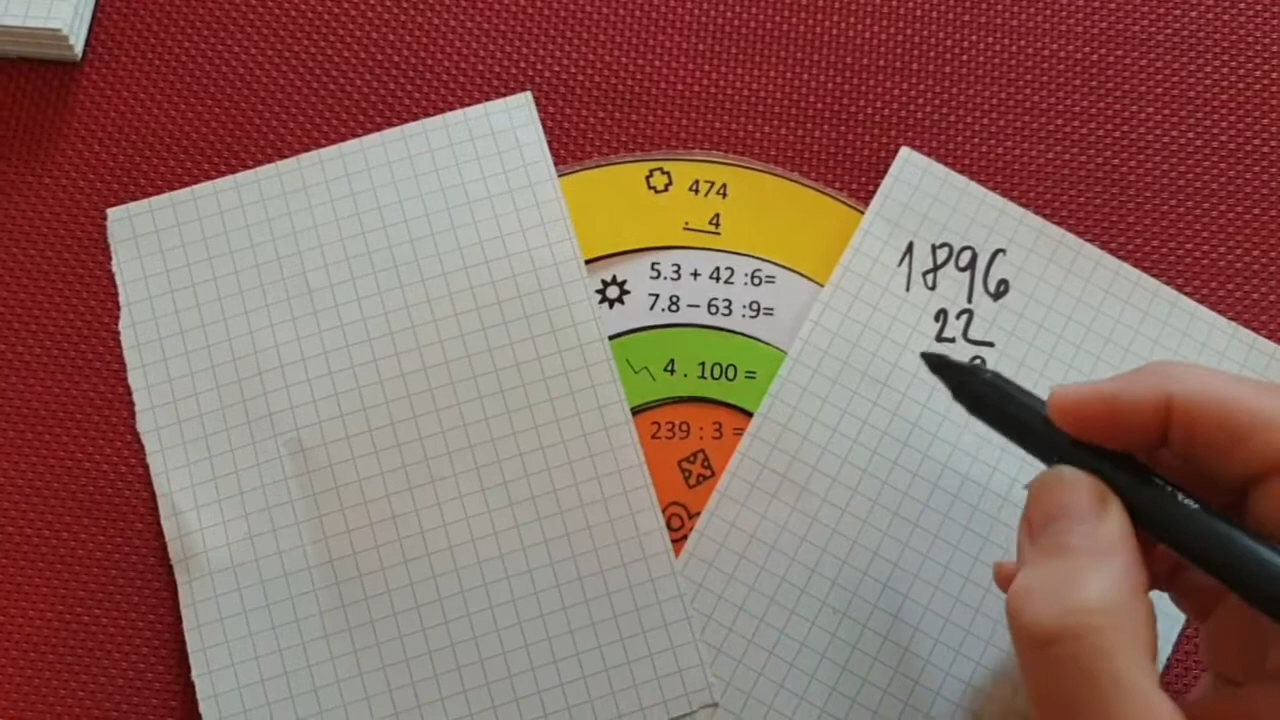 474
. 4
5.3 + 42 :6=
7.8 – 63 :9=
4 . 100 =
239 : 3 =
1896
22